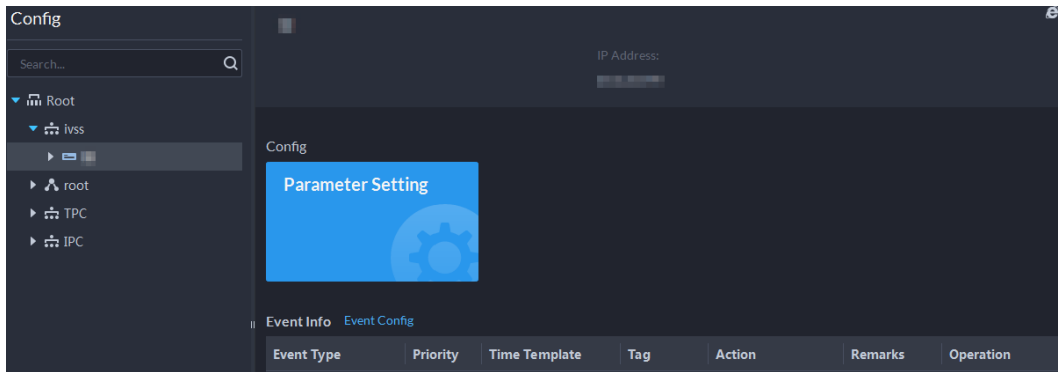 Config
Search...
Root
ivss
root
TPC
IPC
IP Address:
Config
Parameter Setting
Event Info Event Config
Event Type Priority Time Template Tag Action Remarks Operation